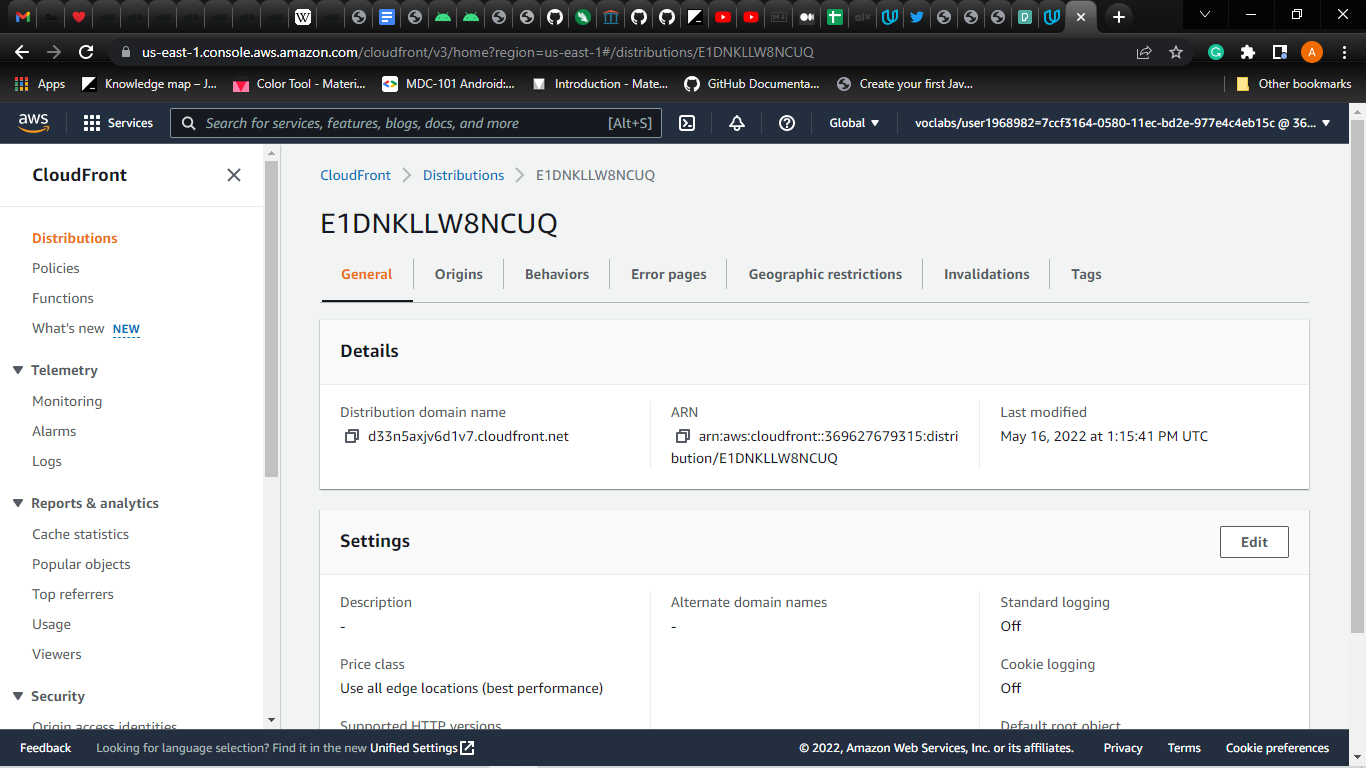 us-east-1.console.aws.amazon.com/cloudfront/v3/home?region=us-east-1#/distributions/E1DNKLLW8NCUQ
A
Apps
Knowledge map – J...
Color Tool - Materi...
MDC-101 Android:...
Introduction - Mate...
GitHub Documenta...
Create your first Jav...
Other bookmarks
aws
Services
Search for services, features, blogs, docs, and more
[Alt+S]
Global
voclabs/user1968982=7ccf3164-0580-11ec-bd2e-977e4c4eb15c @ 36...
CloudFront
Distributions
Policies
Functions
What's new NEW
Telemetry
Monitoring
Alarms
Logs
Reports & analytics
Cache statistics
Popular objects
Top referrers
Usage
Viewers
Security
Origin access identities
CloudFront
Distributions
E1DNKLLW8NCUQ
E1DNKLLW8NCUQ
General
Origins
Behaviors
Error pages
Geographic restrictions
Invalidations
Tags
Details
Distribution domain name
d33n5axjv6d1v7.cloudfront.net
ARN
arn:aws:cloudfront::369627679315:distri
bution/E1DNKLLW8NCUQ
Last modified
May 16, 2022 at 1:15:41 PM UTC
Settings
Edit
Description
-
Price class
Use all edge locations (best performance)
Supported HTTP versions
Alternate domain names
-
Standard logging
Off
Cookie logging
Off
Default root object
Feedback
Looking for language selection? Find it in the new Unified Settings
© 2022, Amazon Web Services, Inc. or its affiliates.
Privacy
Terms
Cookie preferences